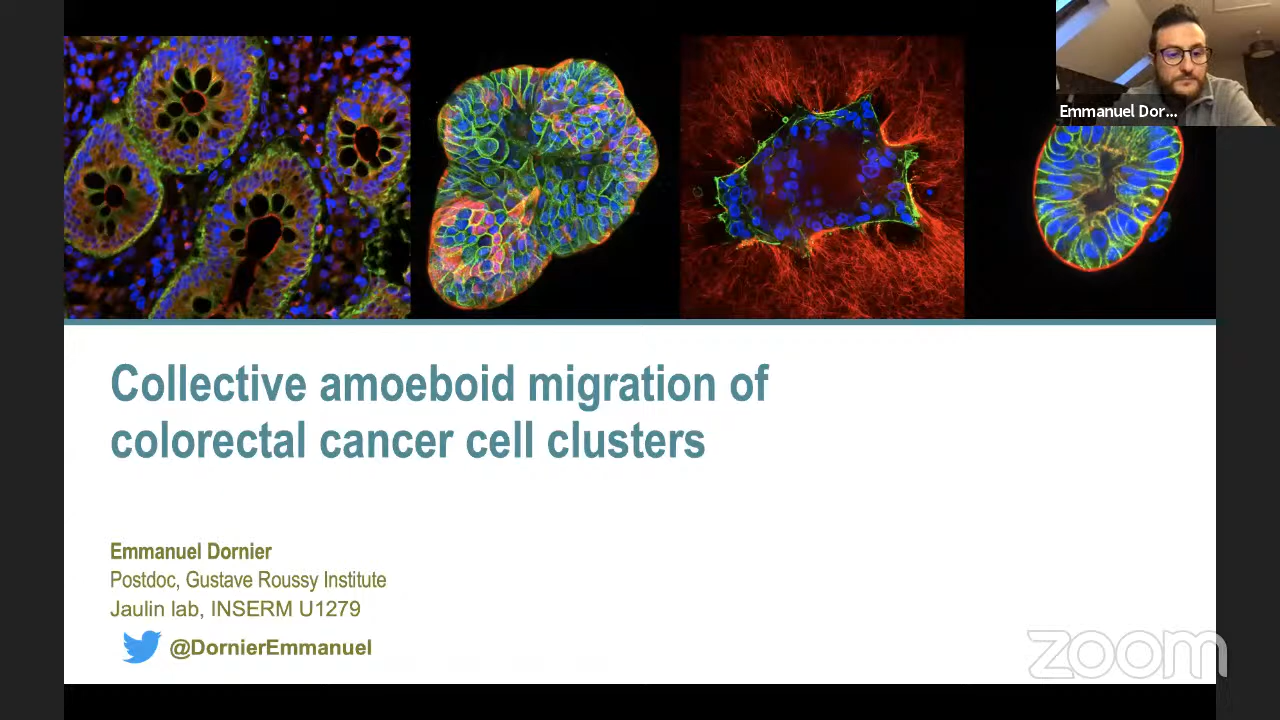 Emmanuel Dor...
Collective amoeboid migration of
colorectal cancer cell clusters
Emmanuel Dornier
Postdoc, Gustave Roussy Institute
Jaulin lab, INSERM U1279
@DornierEmmanuel
zoom